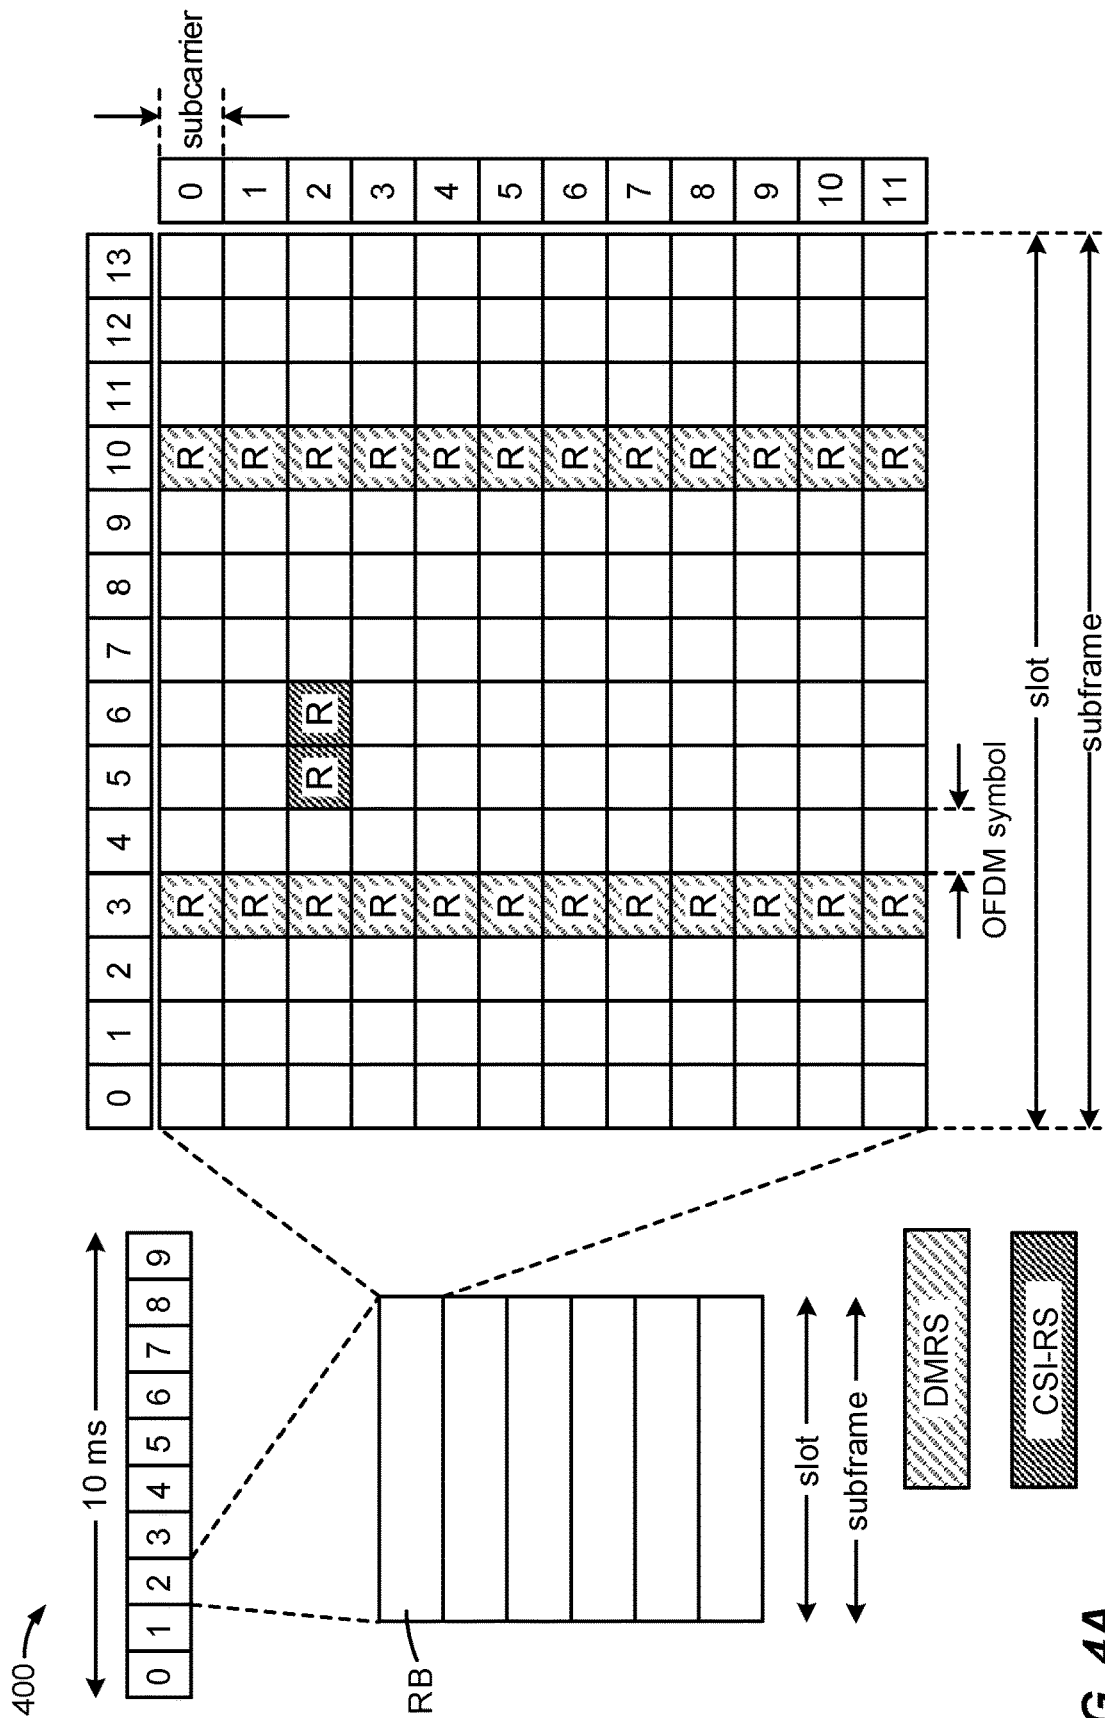 400
10 ms
0 1 2 3 4 5 6 7 8 9
RB
slot
subframe
DMRS
CSI-RS
0 1 2 3 4 5 6 7 8 9 10 11 12 13
subcarrier
R R 0
R R 1
R R R R 2
R R 3
R R 4
R R 5
R R 6
R R 7
R R 8
R R 9
R R 10
R R 11
OFDM symbol
slot
subframe
G. 4A